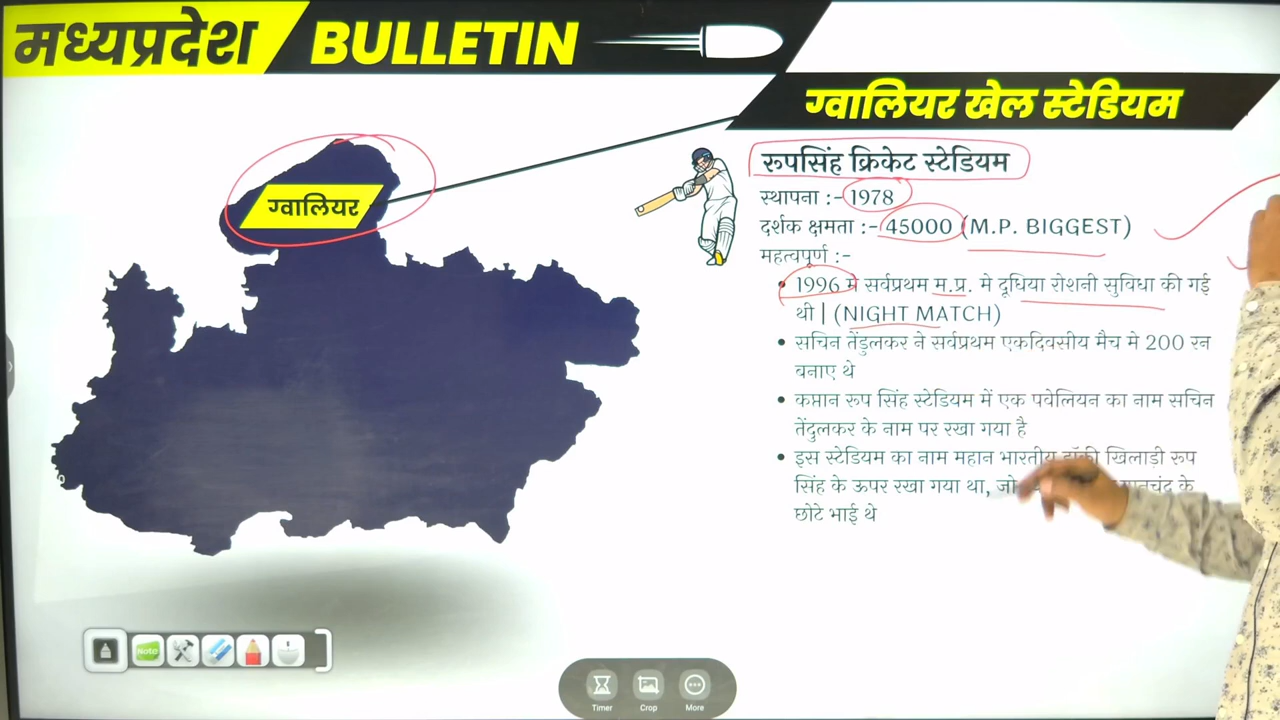 मध्यप्रदेश BULLETIN
ग्वालियर खेल स्टेडियम
ग्वालियर
रुपसिंह क्रिकेट स्टेडियम
स्थापना :- 1978
दर्शक क्षमता :- 45000 (M.P. BIGGEST)
महत्वपूर्ण :-
• 1996 मे सर्वप्रथम म.प्र. मे दूधिया रोशनी सुविधा की गई
थी | (NIGHT MATCH)
• सचिन तेंडुलकर ने सर्वप्रथम एकदिवसीय मैच मे 200 रन
बनाए थे
• कप्तान रूप सिंह स्टेडियम में एक पवेलियन का नाम सचिन
तेंदुलकर के नाम पर रखा गया है
• इस स्टेडियम का नाम महान भारतीय हॉकी खिलाड़ी रूप
सिंह के ऊपर रखा गया था, जो के
छोटे भाई थे
Note
Timer Crop More